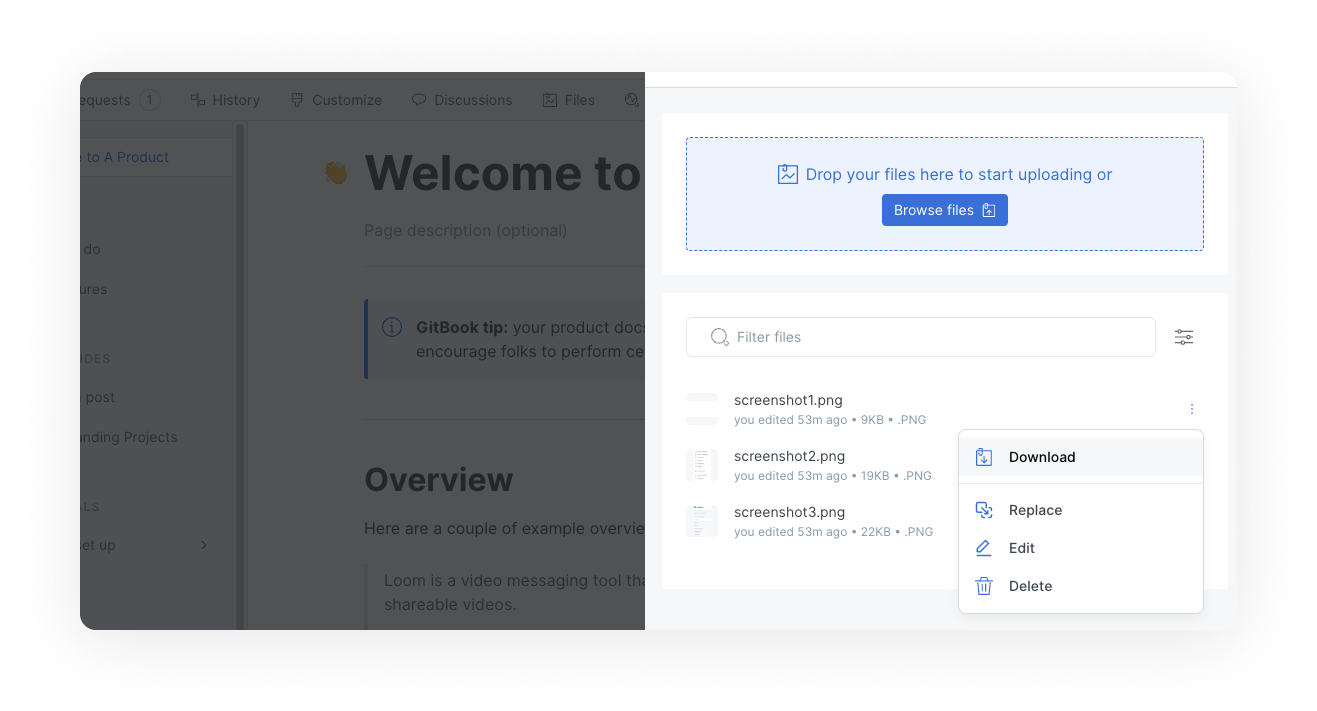 equests 1 History Customize Discussions Files
e to A Product
👋 Welcome to
Page description (optional)
do
ures
GitBook tip: your product docs
encourage folks to perform ce
IDES
post
anding Projects
Overview
Here are a couple of example overvie
ALS
set up
Loom is a video messaging tool tha
shareable videos.
Drop your files here to start uploading or
Browse files
Filter files
screenshot1.png
you edited 53m ago • 9KB • .PNG
screenshot2.png
you edited 53m ago • 19KB • .PNG
screenshot3.png
you edited 53m ago • 22KB • .PNG
Download
Replace
Edit
Delete